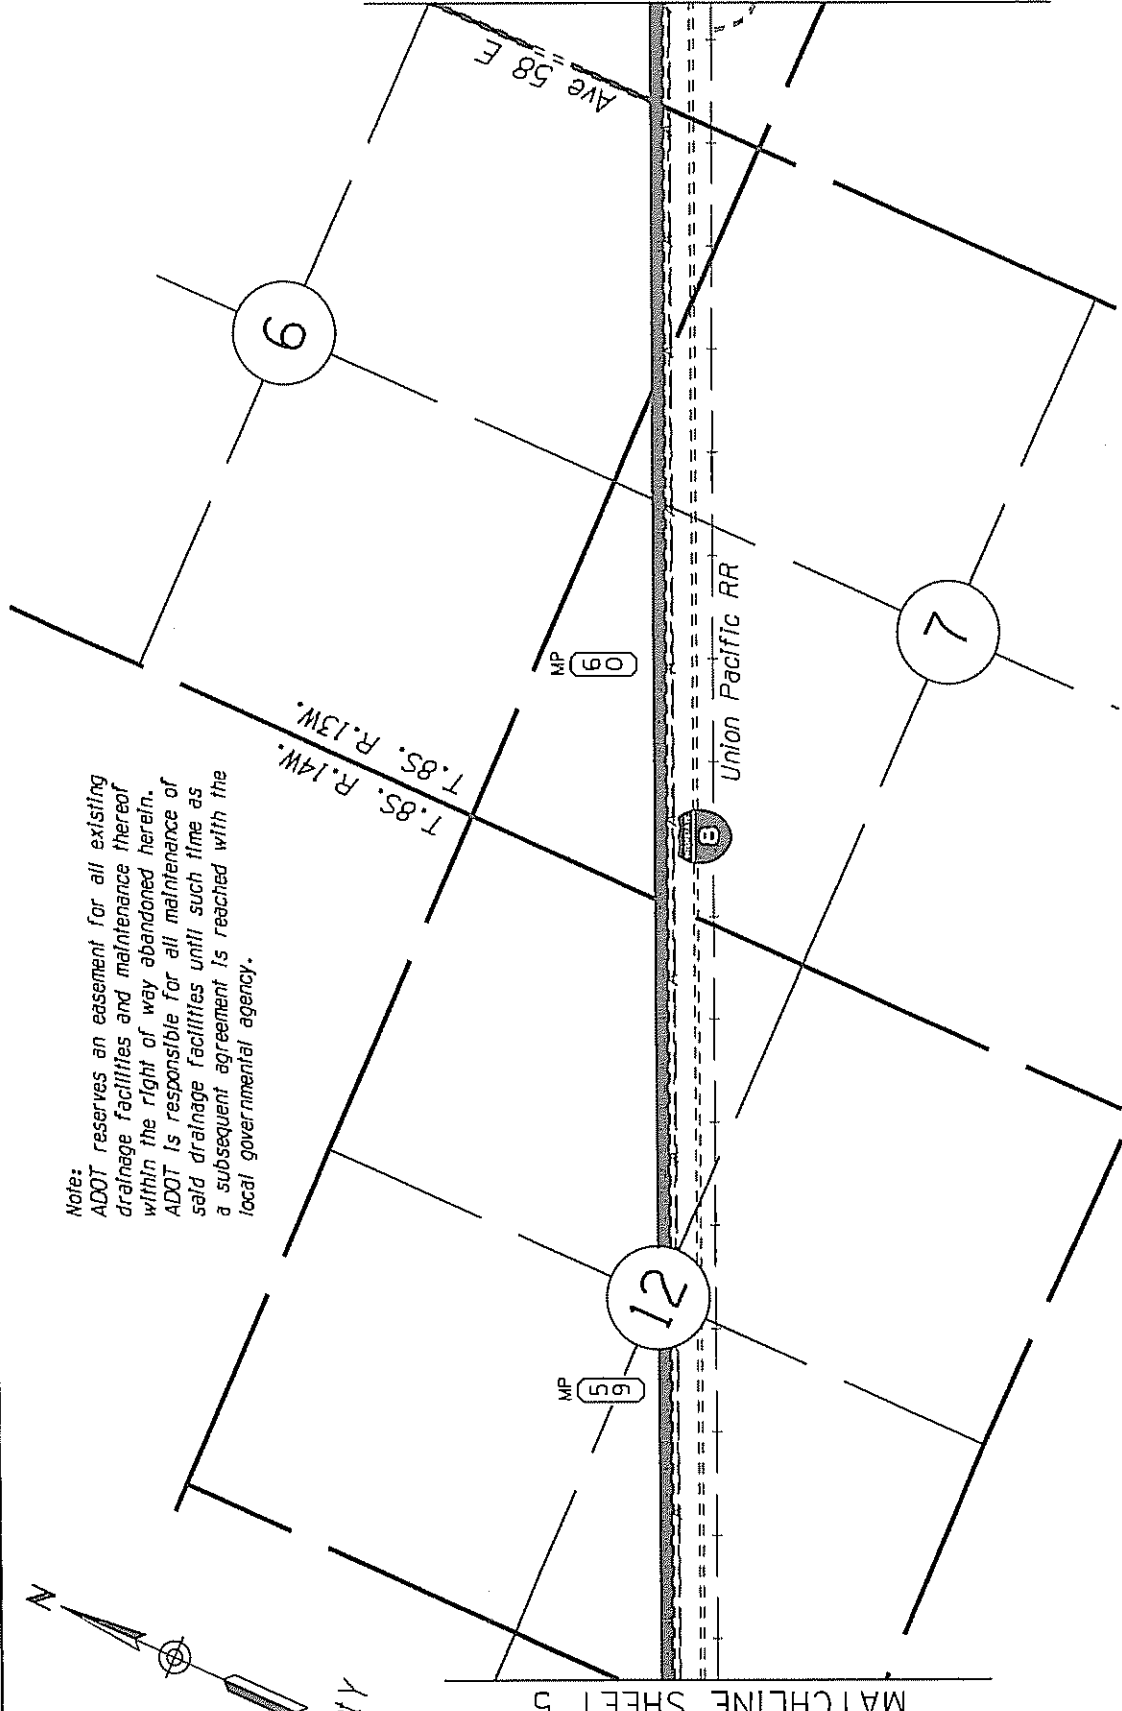 Note:
ADOT reserves an easement for all existing
drainage facilities and maintenance thereof
within the right of way abandoned herein.
ADOT is responsible for all maintenance of
said drainage facilities until such time as
a subsequent agreement is reached with the
local governmental agency.
N
T.8S. R.14W.
T.8S. R.13W.
6
Ave 58 E
MP
60
Union Pacific RR
7
8
12
MP
59
MATCHLINE SHEET 5